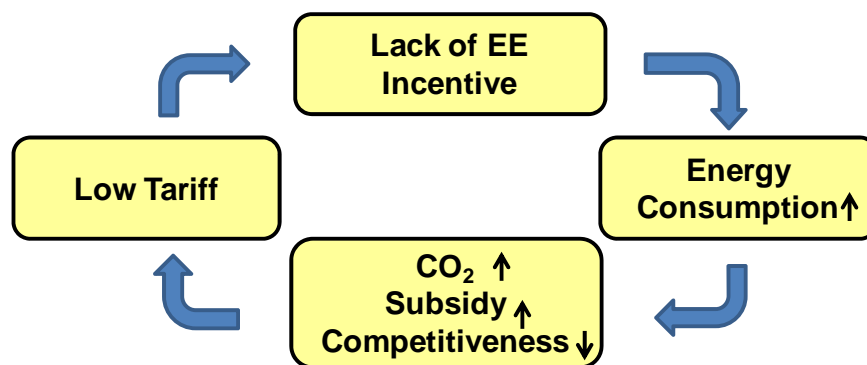 Lack of EE
Incentive
Low Tariff
Energy
Consumption↑
CO₂ ↑
Subsidy↑
Competitiveness↓